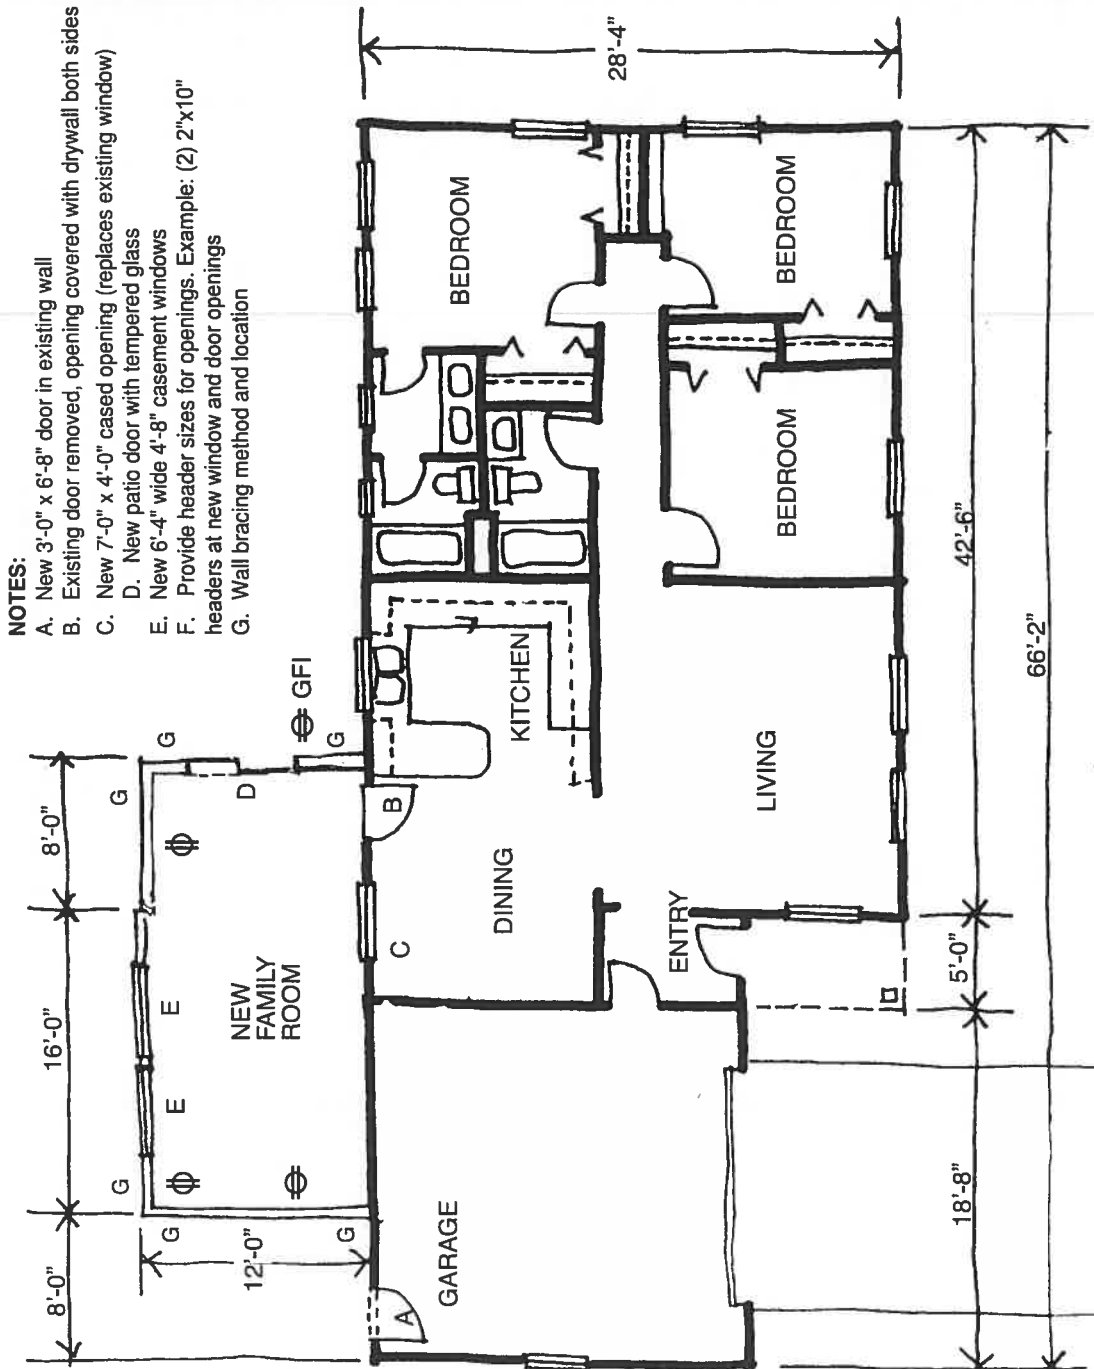 NOTES:
A. New 3'-0" x 6'-8" door in existing wall
B. Existing door removed, opening covered with drywall both sides
C. New 7'-0" x 4'-0" cased opening (replaces existing window)
D. New patio door with tempered glass
E. New 6'-4" wide 4'-8" casement windows
F. Provide header sizes for openings. Example: (2) 2"x10"
headers at new window and door openings
G. Wall bracing method and location
8'-0"
16'-0"
8'-0"
12'-0"
G
G
G
G
G
G
E
E
D
GFI
NEW
FAMILY
ROOM
A
B
C
GARAGE
DINING
KITCHEN
ENTRY
LIVING
BEDROOM
BEDROOM
BEDROOM
28'-4"
18'-8"
5'-0"
42'-6"
66'-2"